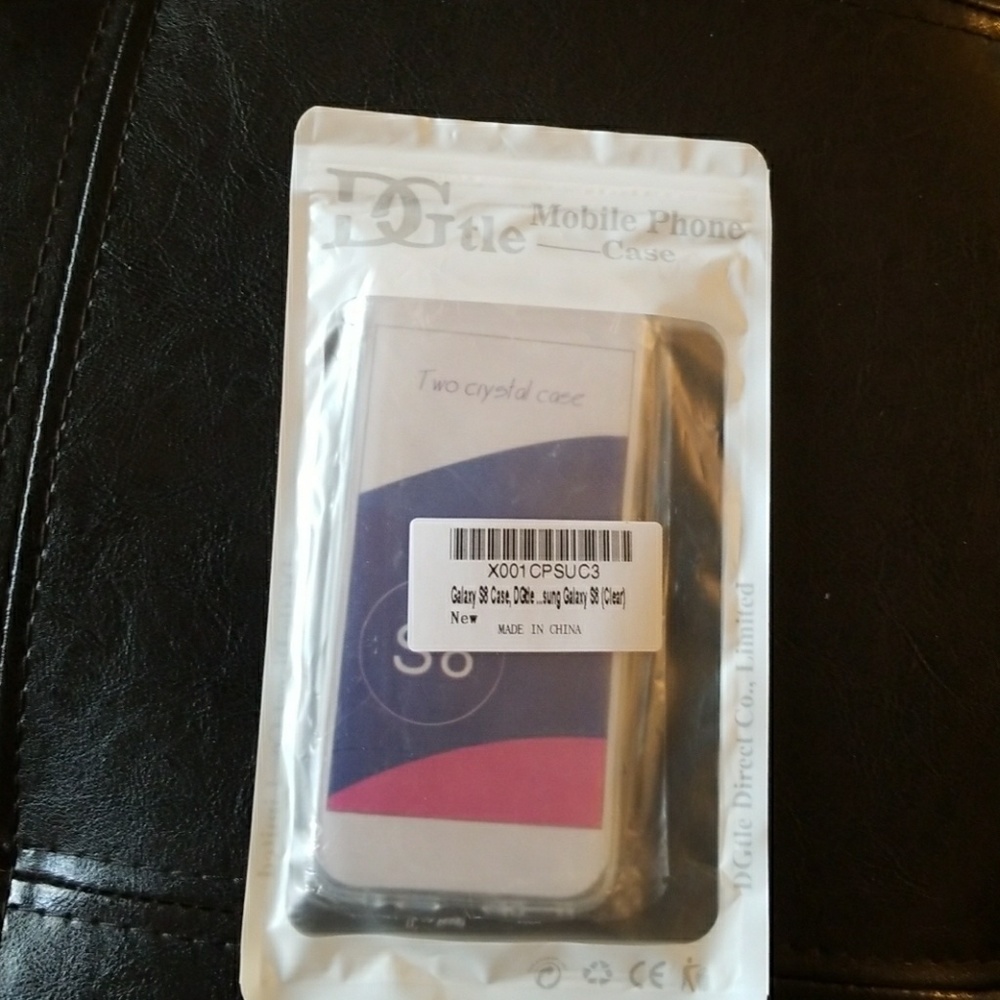 DGtle Mobile Phone
Case
Two crystal case
X001CPSUC3
Galaxy S8 Case, DGtle ...sung Galaxy S8 (Clear)
New
MADE IN CHINA
S8
DGtle Direct Co., Limited
CE